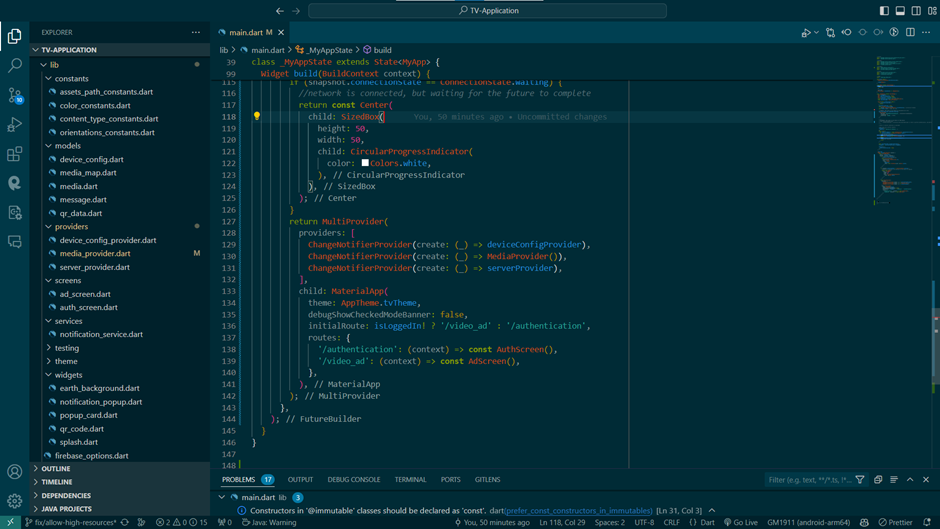 TV-Application
EXPLORER
TV-APPLICATION
lib
constants
assets_path_constants.dart
color_constants.dart
content_type_constants.dart
orientations_constants.dart
models
device_config.dart
media_map.dart
media.dart
message.dart
qr_data.dart
providers
device_config_provider.dart
media_provider.dart M
server_provider.dart
screens
ad_screen.dart
auth_screen.dart
services
notification_service.dart
testing
theme
widgets
earth_background.dart
notification_popup.dart
popup_card.dart
qr_code.dart
splash.dart
firebase_options.dart
OUTLINE
TIMELINE
DEPENDENCIES
JAVA PROJECTS
10
main.dart M
lib > main.dart > _MyAppState > build
39 class _MyAppState extends State<MyApp> {
99 Widget build(BuildContext context) {
115 if (snapshot.connectionState == ConnectionState.waiting) {
116 //network is connected, but waiting for the future to complete
117 return const Center(
118 child: SizedBox( You, 50 minutes ago • Uncommitted changes
119 height: 50,
120 width: 50,
121 child: CircularProgressIndicator(
122 color: Colors.white,
123 ), // CircularProgressIndicator
124 ), // SizedBox
125 ); // Center
126 }
127 return MultiProvider(
128 providers: [
129 ChangeNotifierProvider(create: (_) => deviceConfigProvider),
130 ChangeNotifierProvider(create: (_) => MediaProvider()),
131 ChangeNotifierProvider(create: (_) => serverProvider),
132 ],
133 child: MaterialApp(
134 theme: AppTheme.tvTheme,
135 debugShowCheckedModeBanner: false,
136 initialRoute: isLoggedIn! ? '/video_ad' : '/authentication',
137 routes: {
138 '/authentication': (context) => const AuthScreen(),
139 '/video_ad': (context) => const AdScreen(),
140 },
141 ), // MaterialApp
142 ); // MultiProvider
143 },
144 ); // FutureBuilder
145 }
146 }
147
148
PROBLEMS 17 OUTPUT DEBUG CONSOLE TERMINAL PORTS GITLENS
Filter (e.g. text, **/*.ts, !*...
main.dart lib 3
Constructors in '@immutable' classes should be declared as 'const'. dart(prefer_const_constructors_in_immutables) [Ln 31, Col 3]
fix/allow-high-resources* 2 0 15 0 Java: Warning You, 50 minutes ago Ln 118, Col 29 Spaces: 2 UTF-8 CRLF {} Dart Go Live GM1911 (android-arm64) Prettier